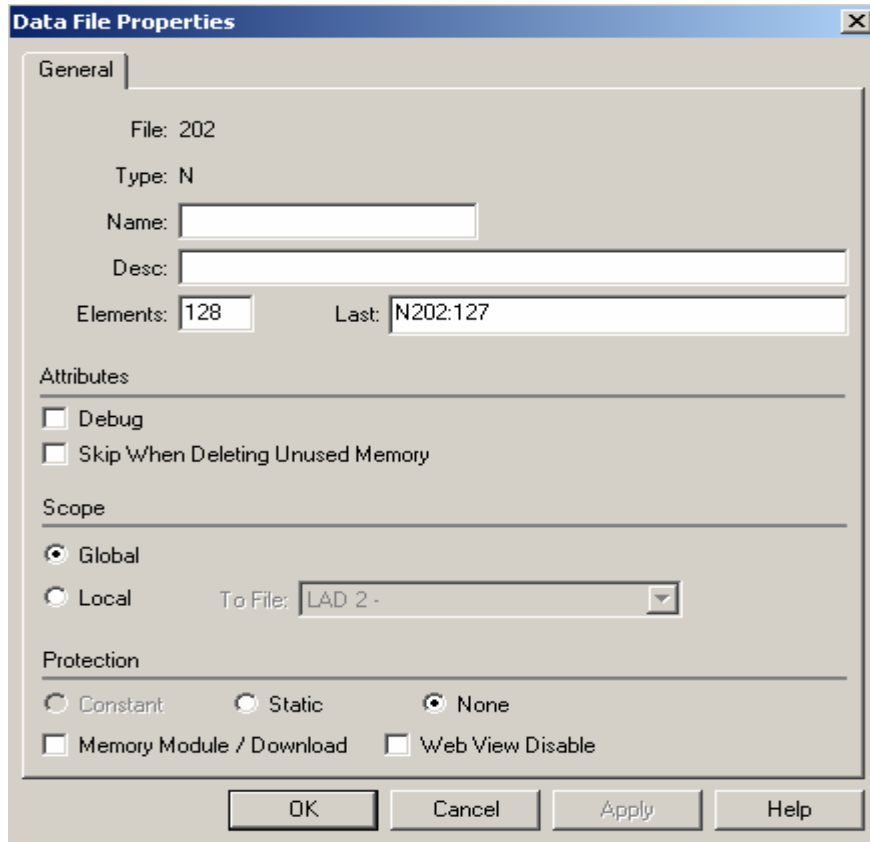 Data File Properties
General
File: 202
Type: N
Name:
Desc:
Elements: 128 Last: N202:127
Attributes
Debug
Skip When Deleting Unused Memory
Scope
Global
Local To File: LAD 2 -
Protection
Constant Static None
Memory Module / Download Web View Disable
OK Cancel Apply Help